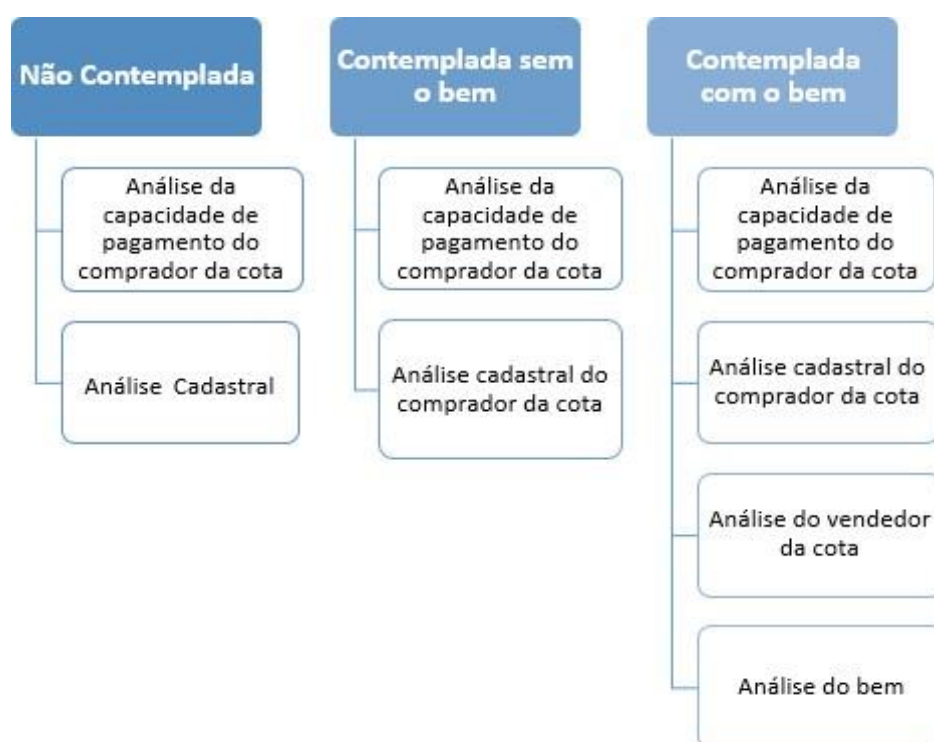 Não Contemplada
Análise da
capacidade de
pagamento do
comprador da cota
Análise Cadastral
Contemplada sem
o bem
Análise da
capacidade de
pagamento do
comprador da cota
Análise cadastral do
comprador da cota
Contemplada
com o bem
Análise da
capacidade de
pagamento do
comprador da cota
Análise cadastral do
comprador da cota
Análise do vendedor
da cota
Análise do bem